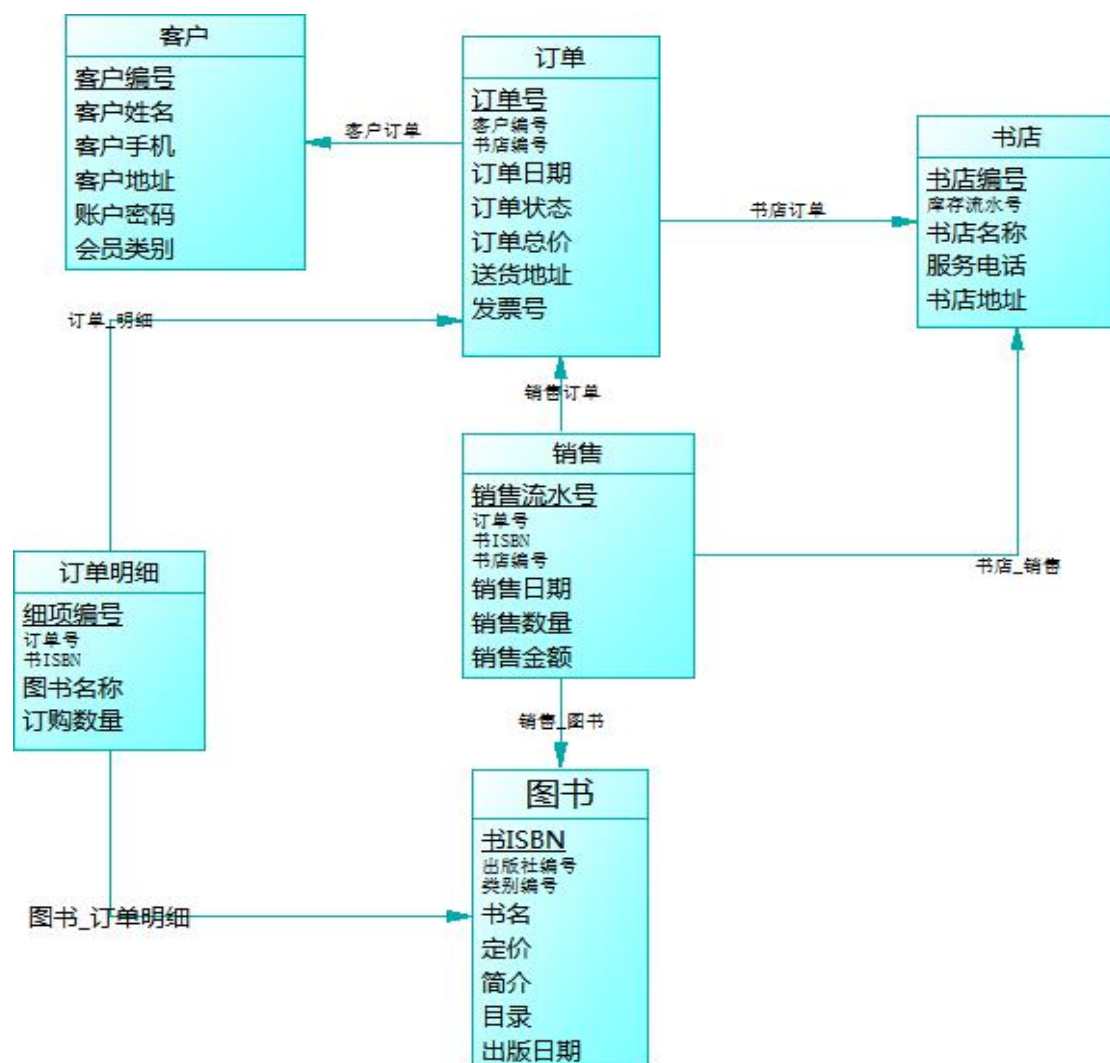 客户
客户编号
客户姓名
客户手机
客户地址
账户密码
会员类别
客户订单
订单
订单号
客户编号
书店编号
订单日期
订单状态
订单总价
送货地址
发票号
书店订单
书店
书店编号
库存流水号
书店名称
服务电话
书店地址
订单_明细
销售订单
销售
销售流水号
订单号
书ISBN
书店编号
销售日期
销售数量
销售金额
书店_销售
订单明细
细项编号
订单号
书ISBN
图书名称
订购数量
销售_图书
图书
书ISBN
出版社编号
类别编号
书名
定价
简介
目录
出版日期
图书_订单明细